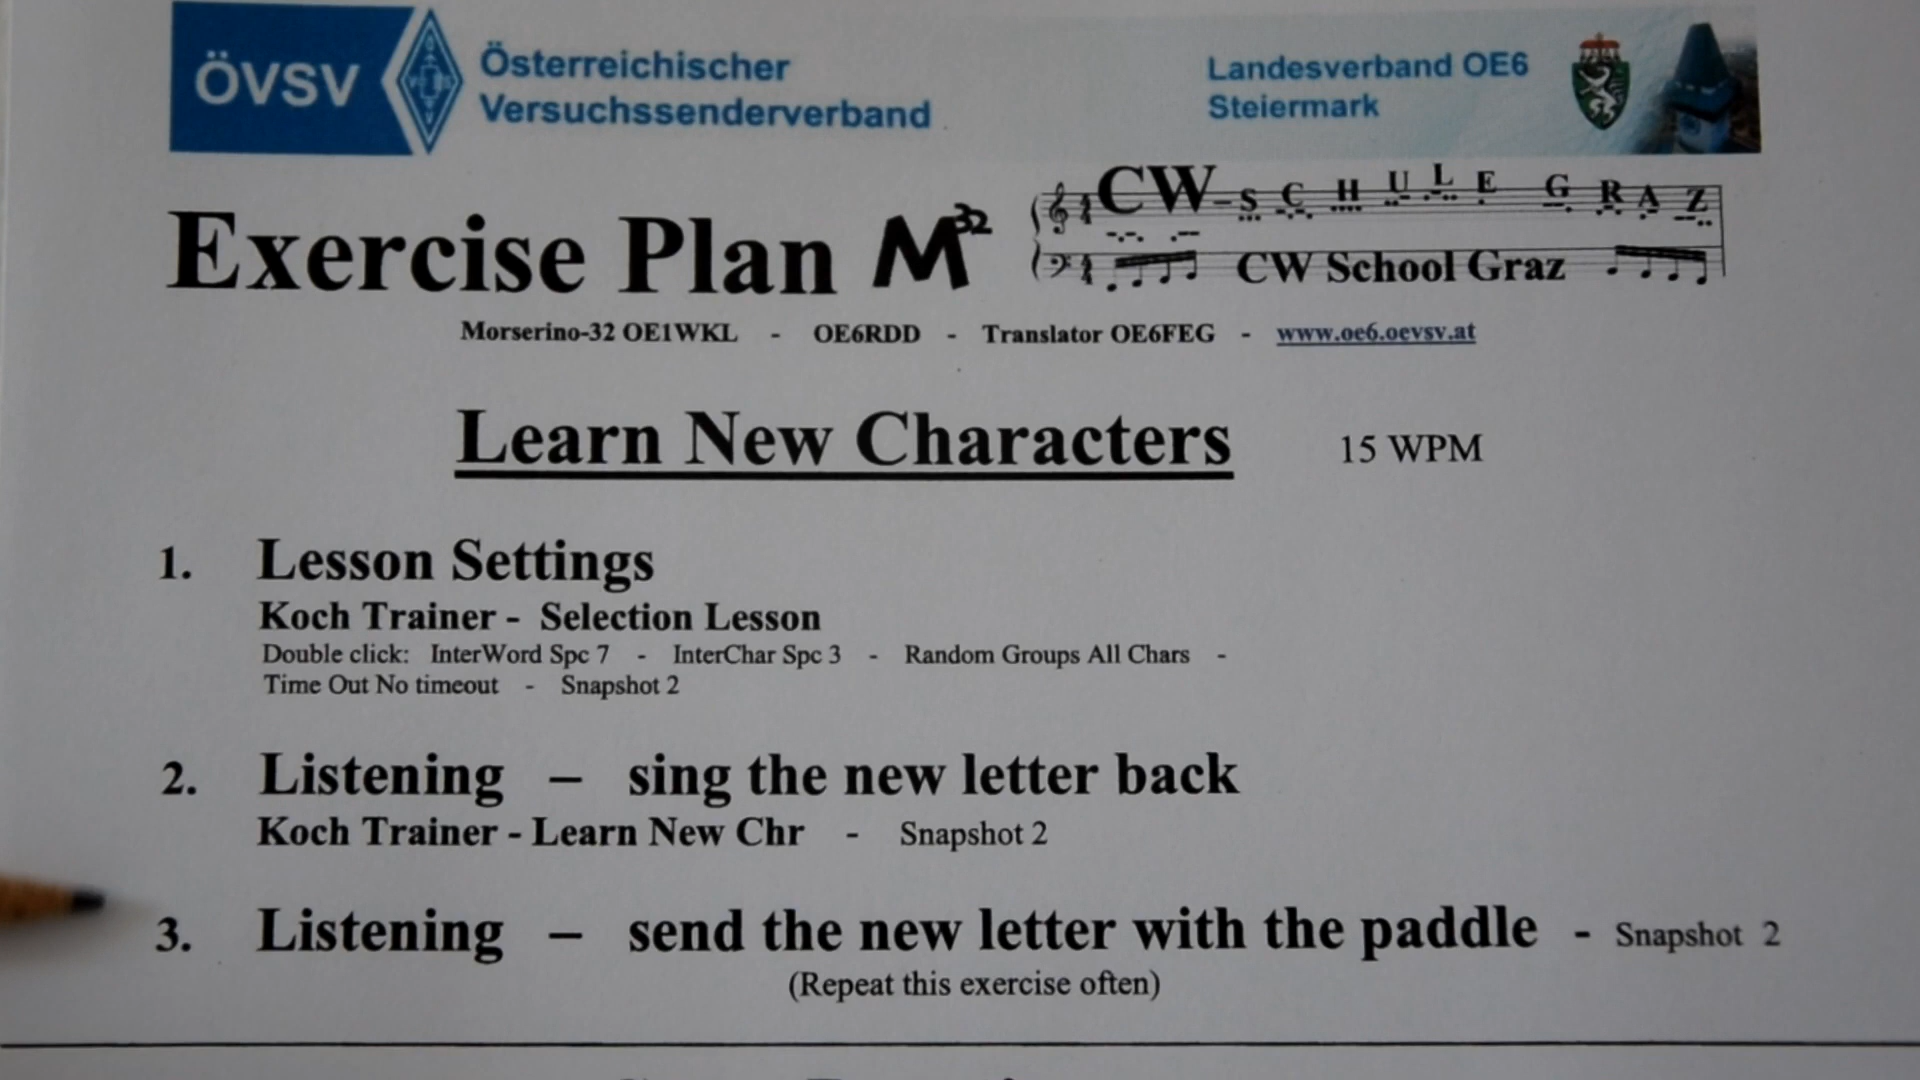 ÖVSV Österreichischer Versuchssenderverband
Landesverband OE6
Steiermark
Exercise Plan M32
CW-SCHULE GRAZ
CW School Graz
Morserino-32 OE1WKL - OE6RDD - Translator OE6FEG - www.oe6.oevsv.at
Learn New Characters 15 WPM
1. Lesson Settings
Koch Trainer - Selection Lesson
Double click: InterWord Spc 7 - InterChar Spc 3 - Random Groups All Chars -
Time Out No timeout - Snapshot 2
2. Listening – sing the new letter back
Koch Trainer - Learn New Chr - Snapshot 2
3. Listening – send the new letter with the paddle - Snapshot 2
(Repeat this exercise often)